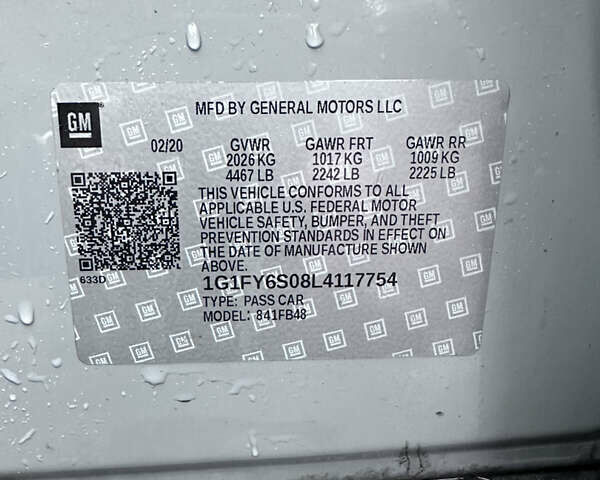 GM
MFD BY GENERAL MOTORS LLC
02/20 GVWR GAWR FRT GAWR RR
2026 KG 1017 KG 1009 KG
4467 LB 2242 LB 2225 LB
THIS VEHICLE CONFORMS TO ALL
APPLICABLE U.S. FEDERAL MOTOR
VEHICLE SAFETY, BUMPER, AND THEFT
PREVENTION STANDARDS IN EFFECT ON
THE DATE OF MANUFACTURE SHOWN
ABOVE.
633D
1G1FY6S08L4117754
TYPE: PASS CAR
MODEL: 841FB48